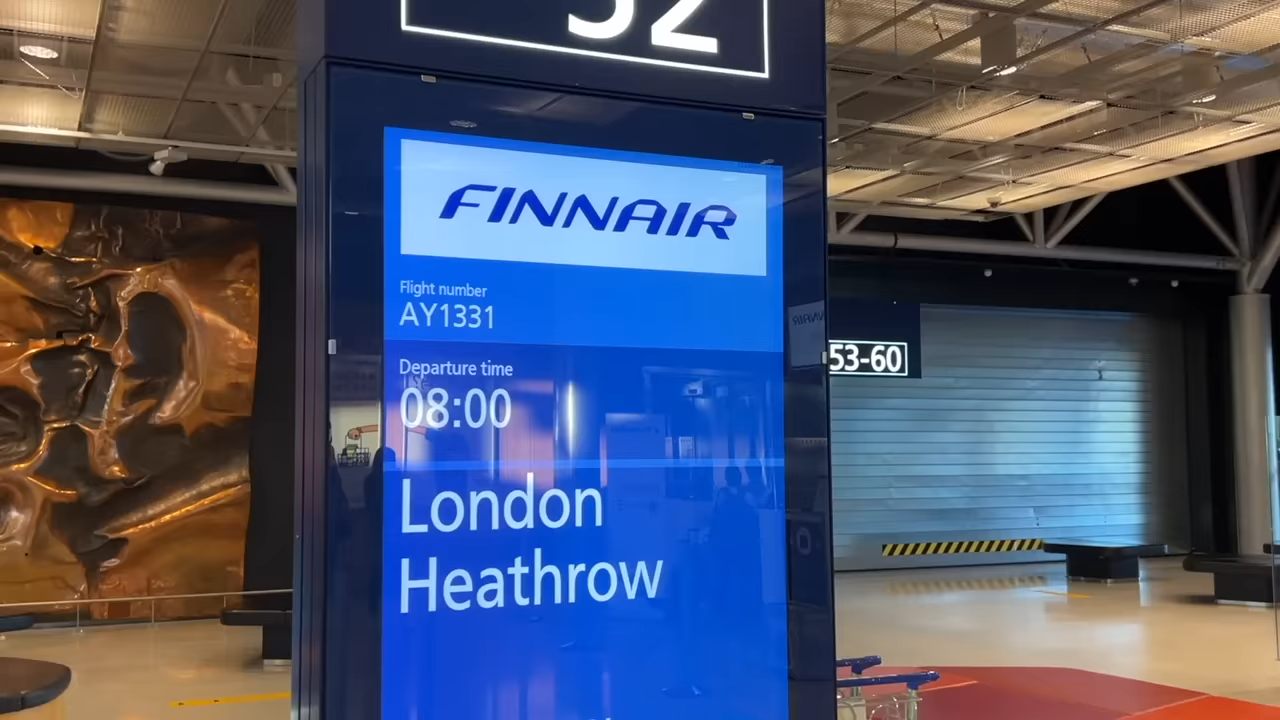 52
FINNAIR
Flight number
AY1331
Departure time
08:00
53-60
London
Heathrow